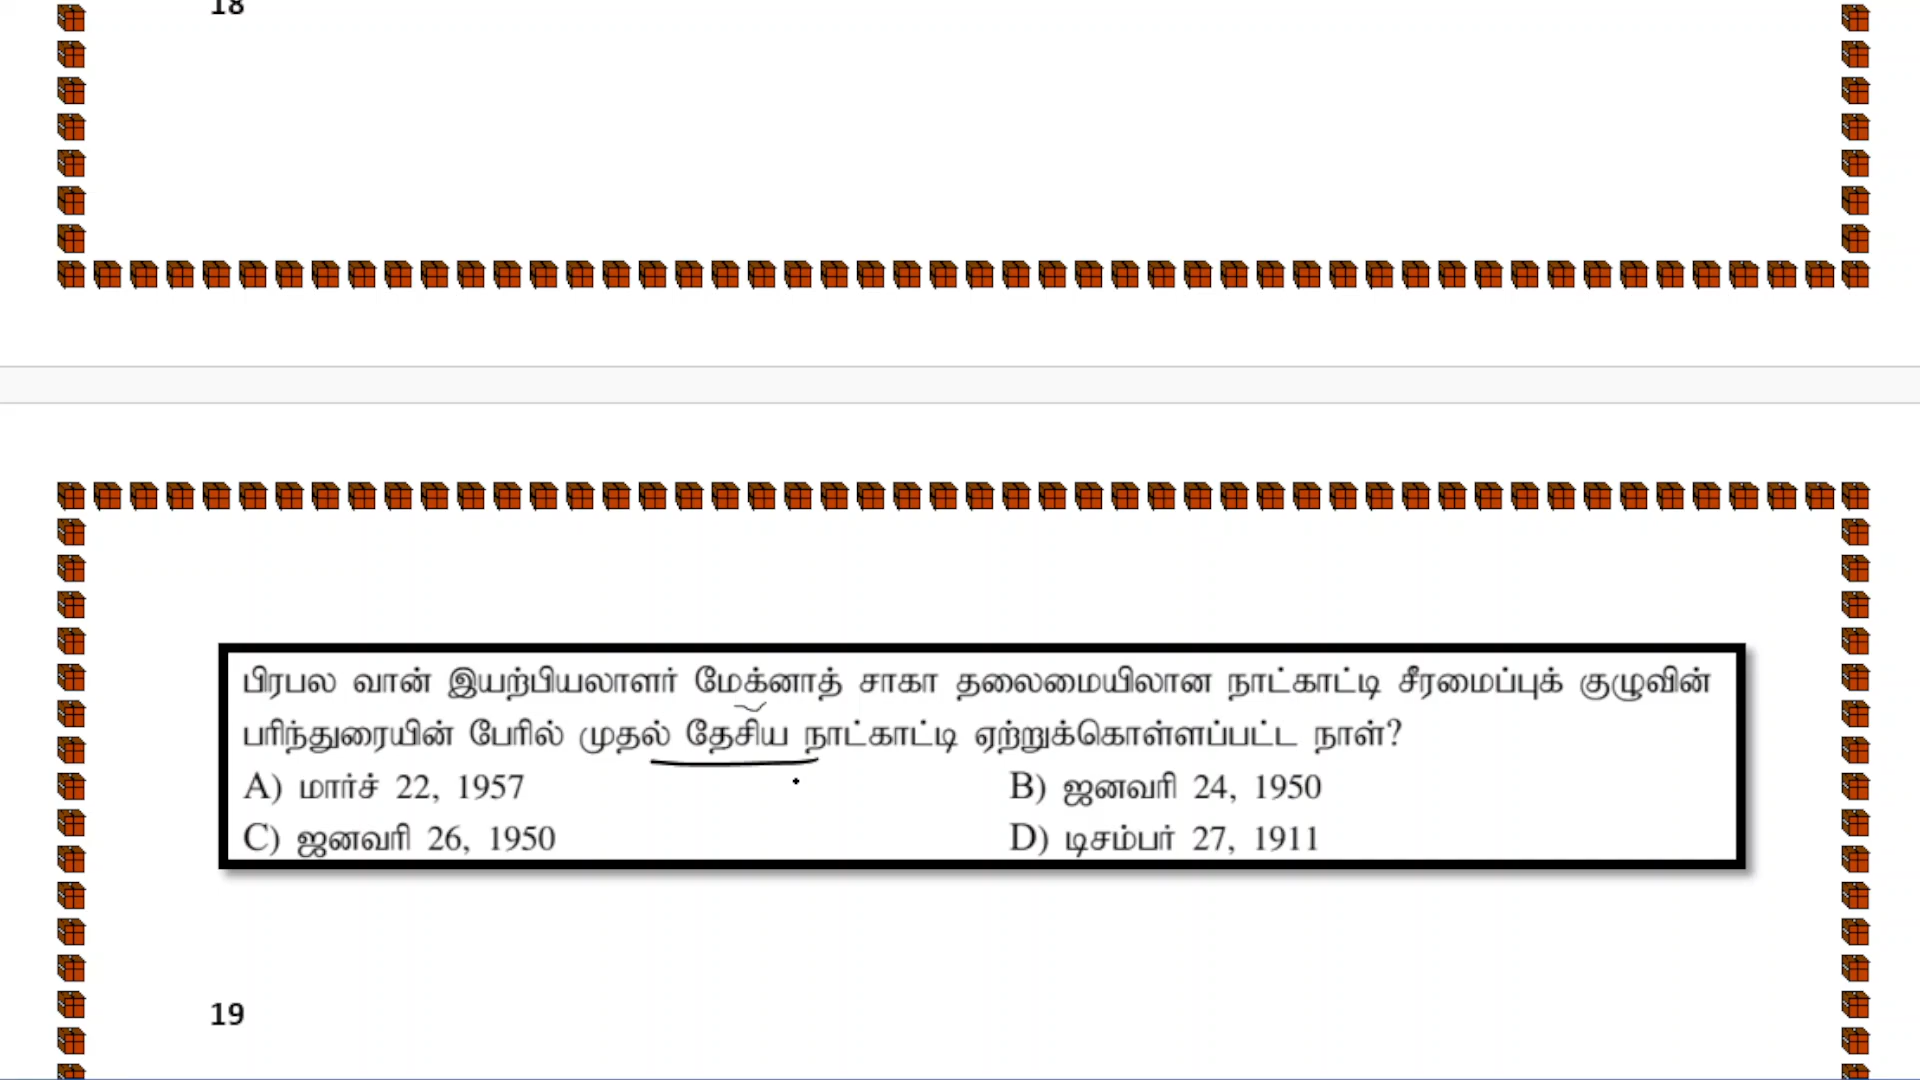 18
பிரபல வான் இயற்பியலாளர் மேக்னாத் சாகா தலைமையிலான நாட்காட்டி சீரமைப்புக் குழுவின்
பரிந்துரையின் பேரில் முதல் தேசிய நாட்காட்டி ஏற்றுக்கொள்ளப்பட்ட நாள்?
A) மார்ச் 22, 1957 B) ஜனவரி 24, 1950
C) ஜனவரி 26, 1950 D) டிசம்பர் 27, 1911
19